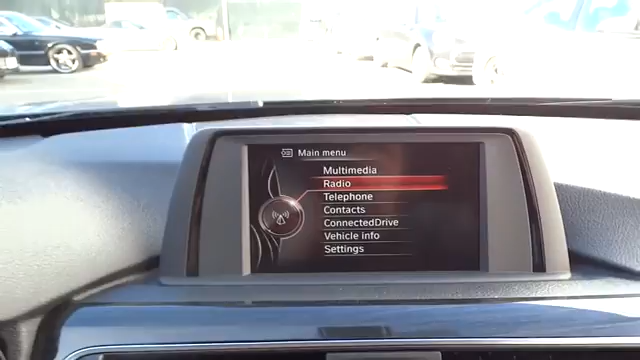 Main menu
Multimedia
Radio
Telephone
Contacts
ConnectedDrive
Vehicle info
Settings